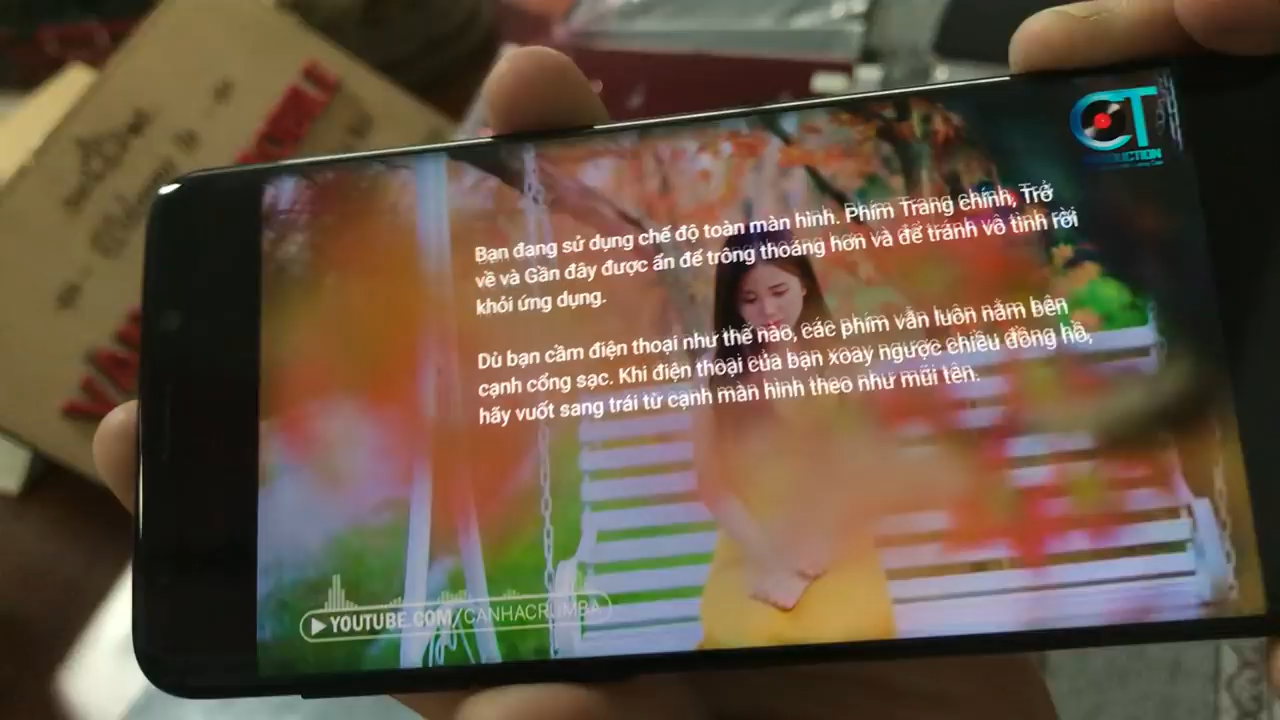 CT
Bạn đang sử dụng chế độ toàn màn hình. Phím Trang chính, Trở
về và Gần đây được ẩn để trông thoáng hơn và để tránh vô tình rời
khỏi ứng dụng.
Dù bạn cầm điện thoại như thế nào, các phím vẫn luôn nằm bên
cạnh cổng sạc. Khi điện thoại của bạn xoay ngược chiều đồng hồ,
hãy vuốt sang trái từ cạnh màn hình theo như mũi tên.
YOUTUBE.COM/CANHACRUMBA